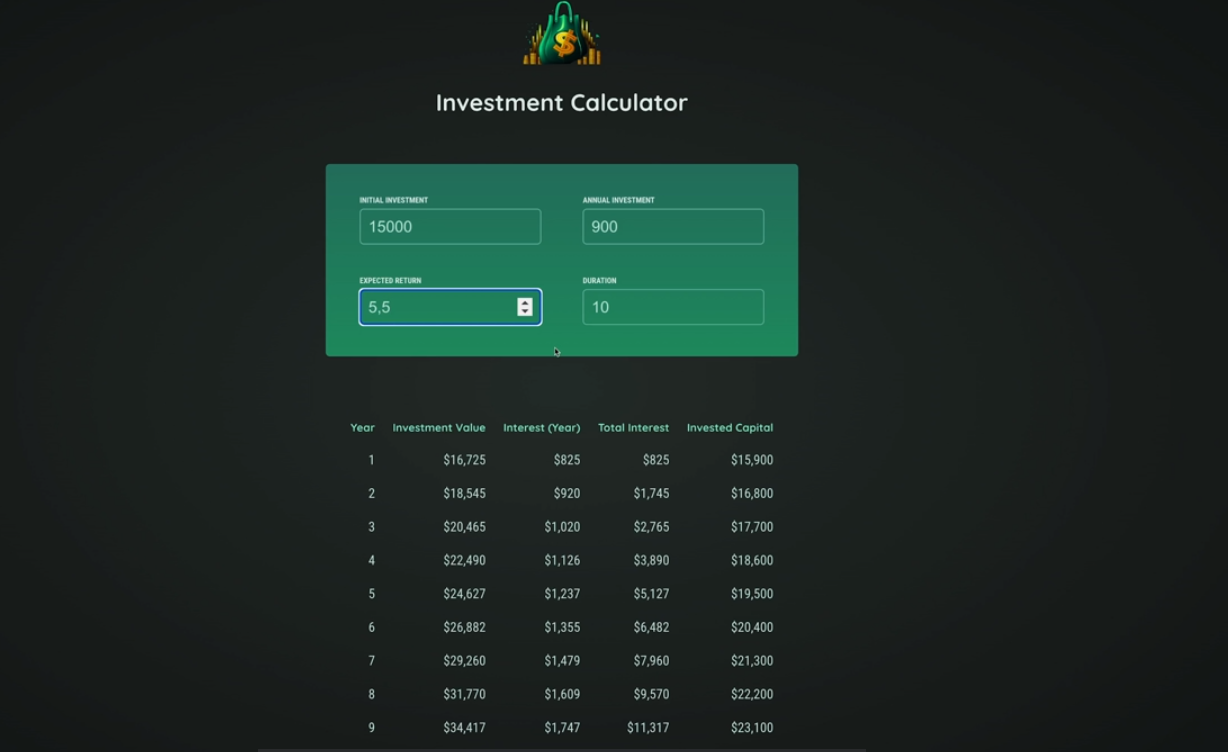 $
Investment Calculator
INITIAL INVESTMENT ANNUAL INVESTMENT
15000 900
EXPECTED RETURN DURATION
5,5 10
Year Investment Value Interest (Year) Total Interest Invested Capital
1 $16,725 $825 $825 $15,900
2 $18,545 $920 $1,745 $16,800
3 $20,465 $1,020 $2,765 $17,700
4 $22,490 $1,126 $3,890 $18,600
5 $24,627 $1,237 $5,127 $19,500
6 $26,882 $1,355 $6,482 $20,400
7 $29,260 $1,479 $7,960 $21,300
8 $31,770 $1,609 $9,570 $22,200
9 $34,417 $1,747 $11,317 $23,100